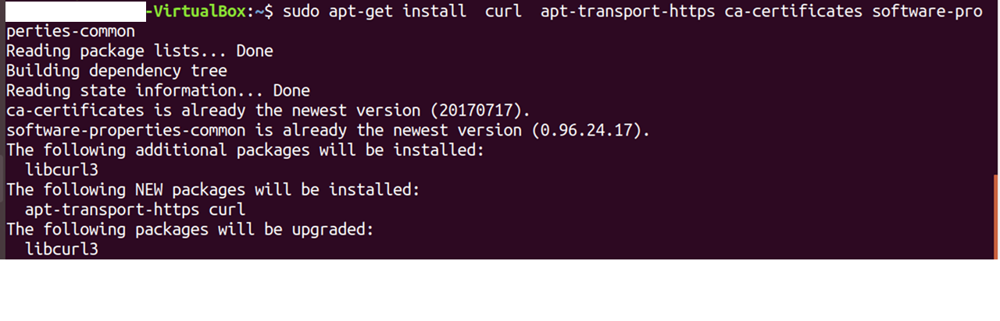 -VirtualBox:~$ sudo apt-get install  curl  apt-transport-https ca-certificates software-pro
perties-common
Reading package lists... Done
Building dependency tree
Reading state information... Done
ca-certificates is already the newest version (20170717).
software-properties-common is already the newest version (0.96.24.17).
The following additional packages will be installed:
  libcurl3
The following NEW packages will be installed:
  apt-transport-https curl
The following packages will be upgraded:
  libcurl3